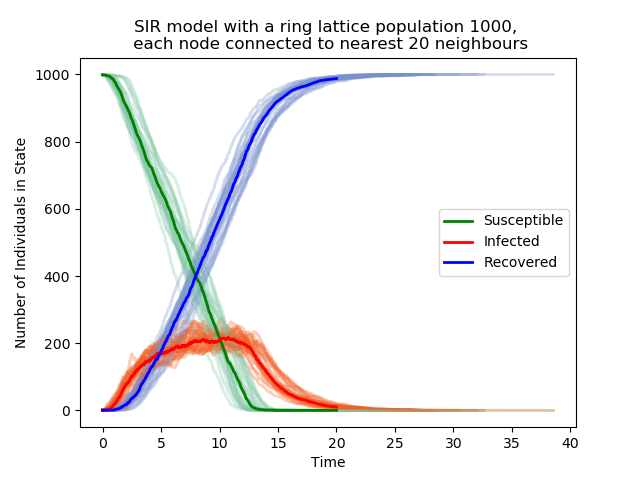 SIR model with a ring lattice population 1000,
each node connected to nearest 20 neighbours
Number of Individuals in State
1000
800
600
400
200
0
Susceptible
Infected
Recovered
0 5 10 15 20 25 30 35 40
Time